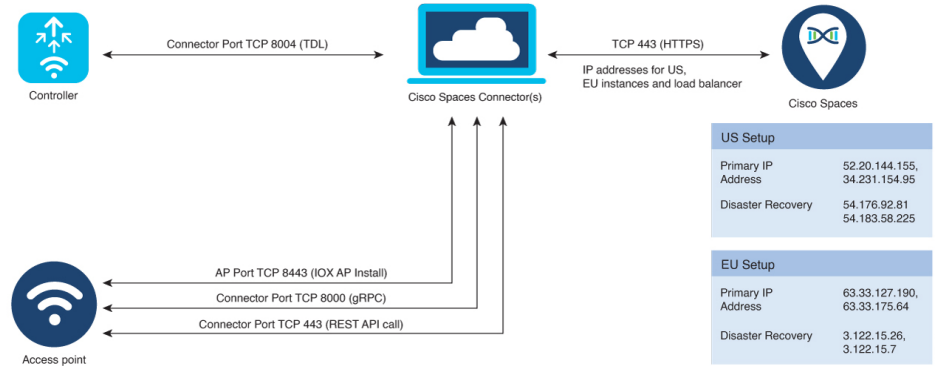 Connector Port TCP 8004 (TDL)
Controller
Cisco Spaces Connector(s)
TCP 443 (HTTPS)
IP addresses for US,
EU instances and load balancer
Cisco Spaces
US Setup
Primary IP 52.20.144.155,
Address 34.231.154.95
Disaster Recovery 54.176.92.81
54.183.58.225
EU Setup
Primary IP 63.33.127.190,
Address 63.33.175.64
Disaster Recovery 3.122.15.26,
3.122.15.7
AP Port TCP 8443 (IOX AP Install)
Connector Port TCP 8000 (gRPC)
Connector Port TCP 443 (REST API call)
Access point